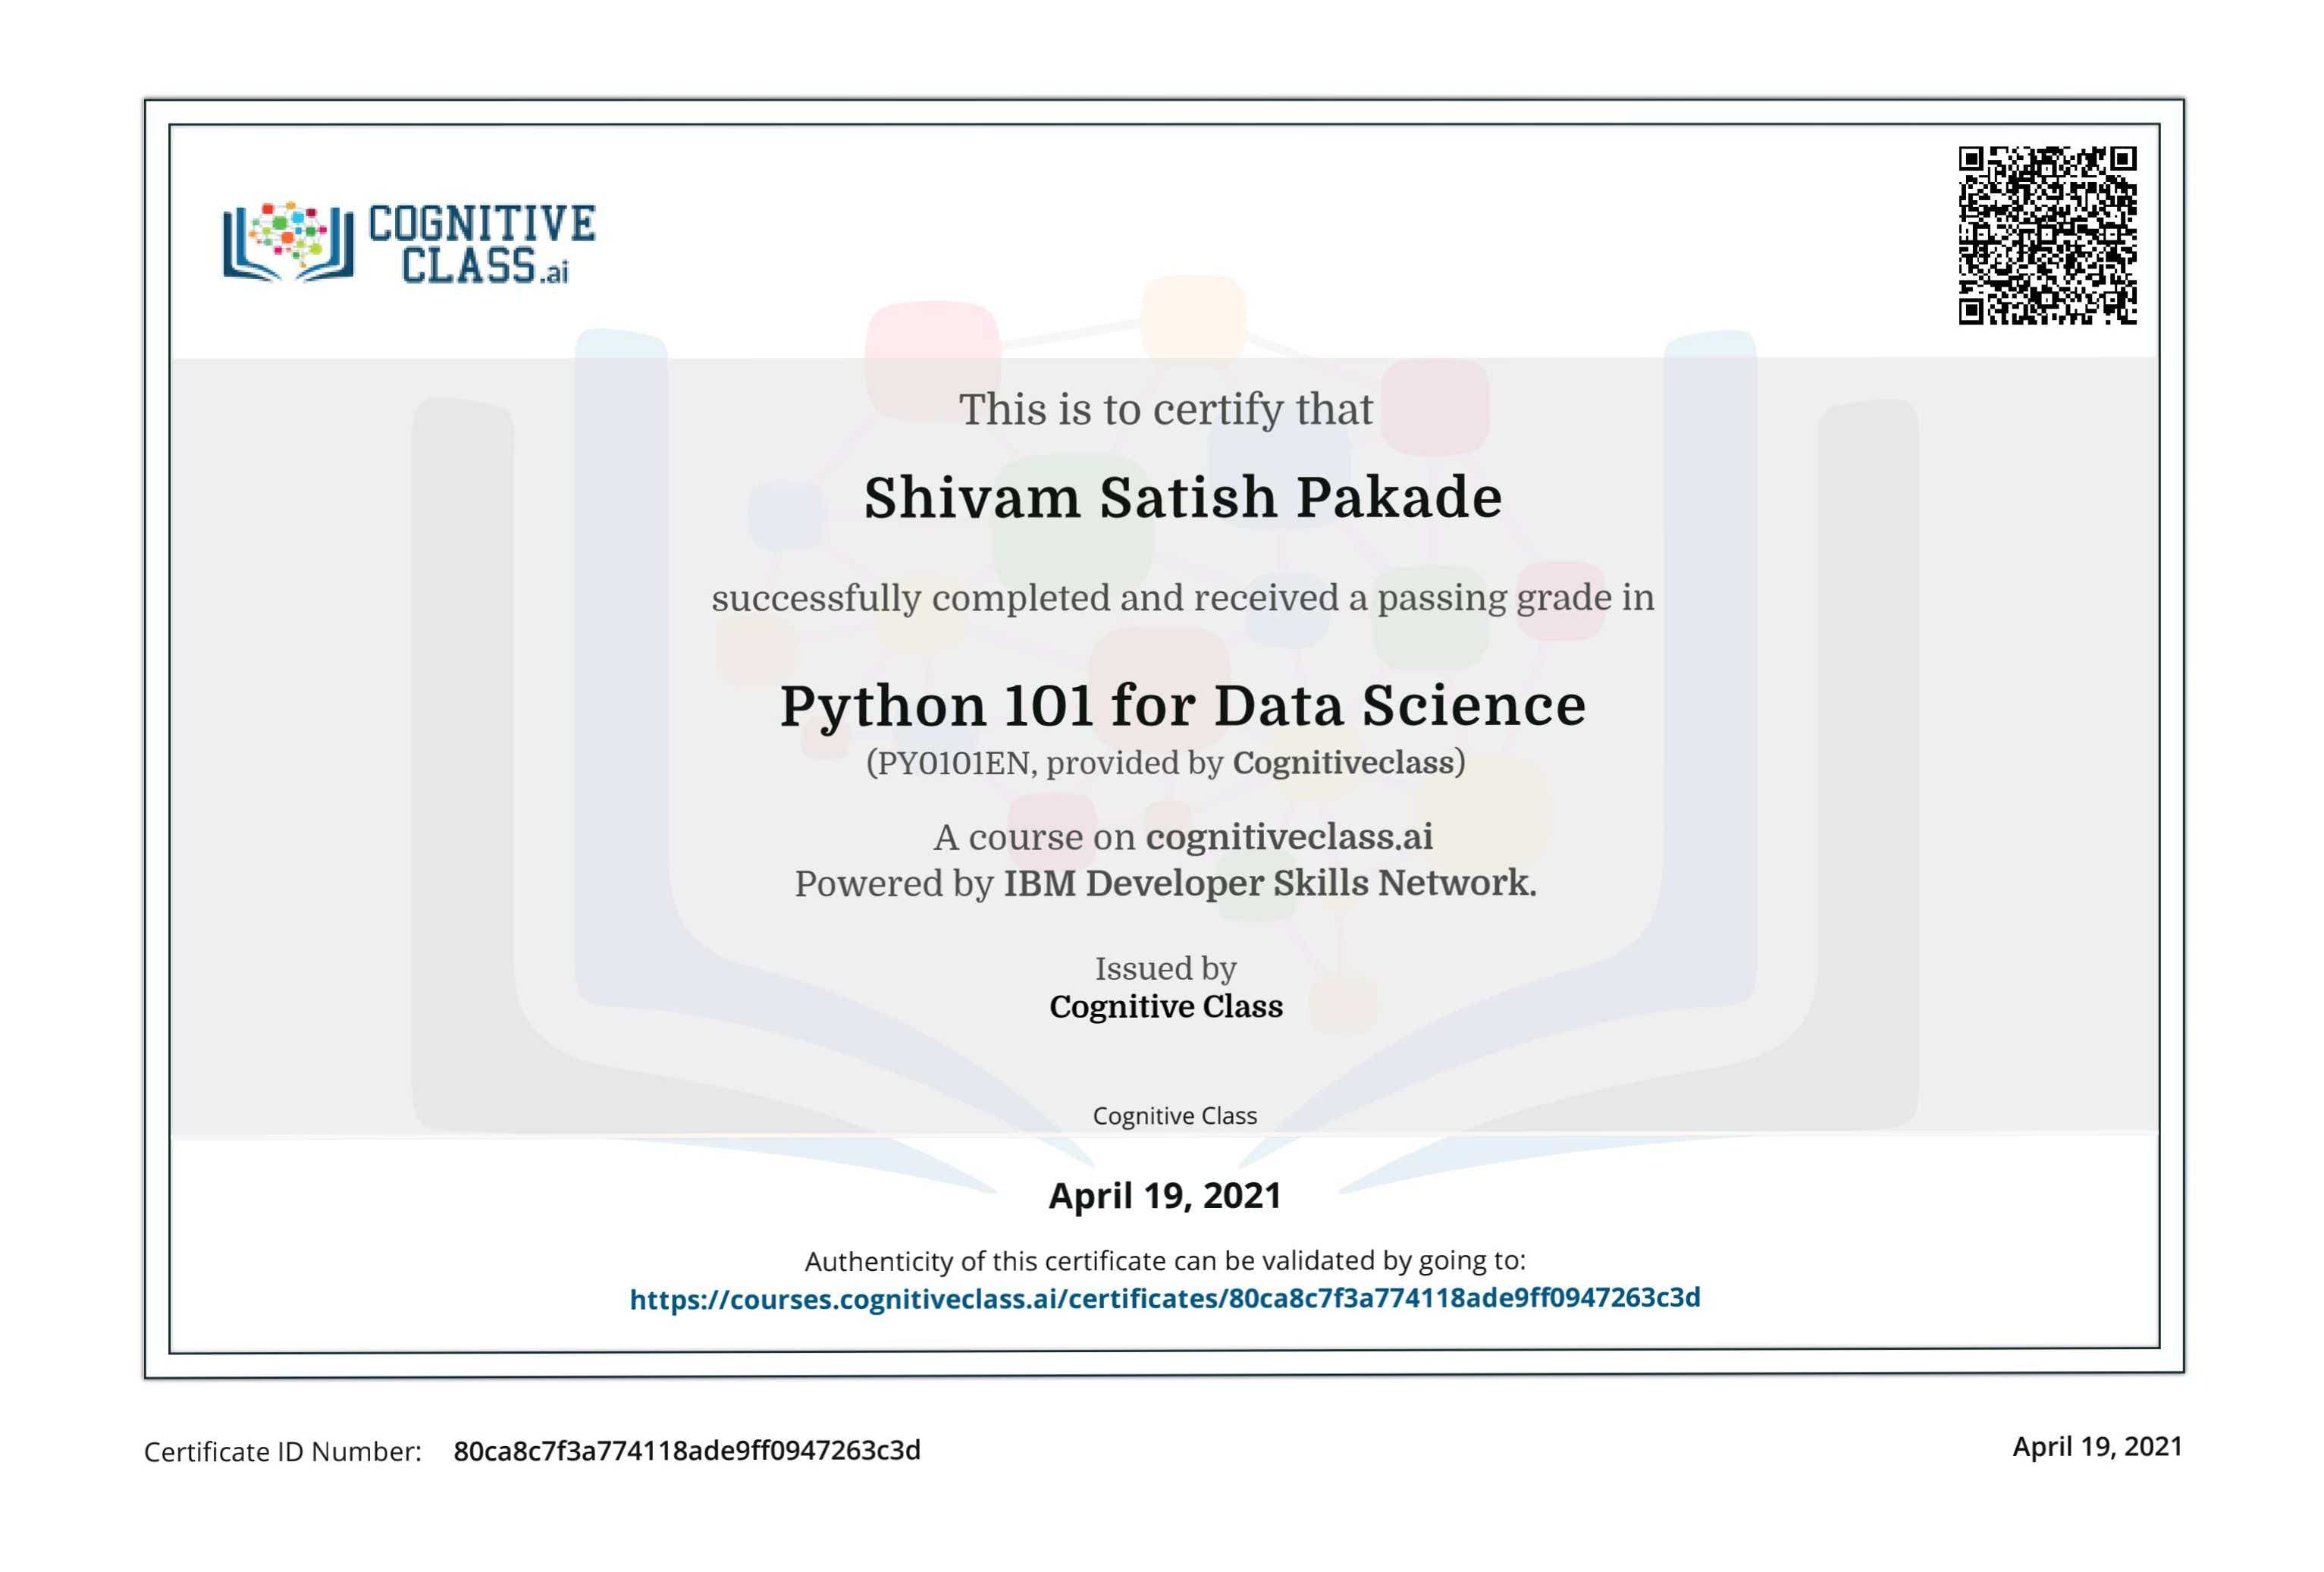 COGNITIVE
CLASS.ai
This is to certify that
Shivam Satish Pakade
successfully completed and received a passing grade in
Python 101 for Data Science
(PY0101EN, provided by Cognitiveclass)
A course on cognitiveclass.ai
Powered by IBM Developer Skills Network.
Issued by
Cognitive Class
Cognitive Class
April 19, 2021
Authenticity of this certificate can be validated by going to:
https://courses.cognitiveclass.ai/certificates/80ca8c7f3a774118ade9ff0947263c3d
Certificate ID Number: 80ca8c7f3a774118ade9ff0947263c3d
April 19, 2021